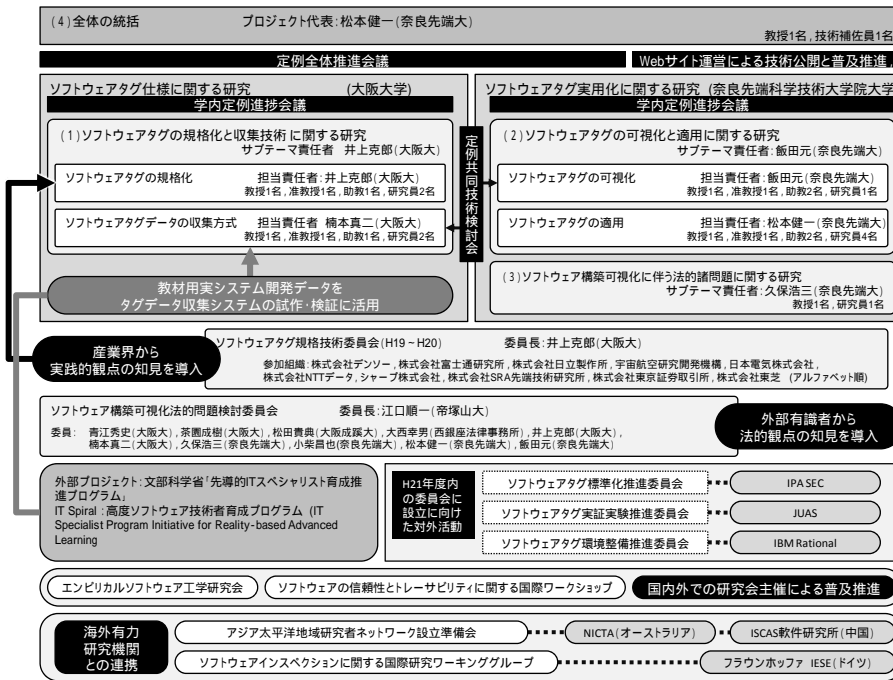 (4)全体の統括 プロジェクト代表:松本健一(奈良先端大)
教授1名,技術補佐員1名
定例全体推進会議
Webサイト運営による技術公開と普及推進
ソフトウェアタグ仕様に関する研究 (大阪大学)
学内定例進捗会議
(1)ソフトウェアタグの規格化と収集技術に関する研究
サブテーマ責任者 井上克郎(大阪大)
ソフトウェアタグの規格化 担当責任者:井上克郎(大阪大)
教授1名,准教授1名,助教1名,研究員2名
ソフトウェアタグデータの収集方式 担当責任者 楠本真二(大阪大)
教授1名,准教授1名,助教1名,研究員2名
教材用実システム開発データを
タグデータ収集システムの試作・検証に活用
定例共同技術検討会
ソフトウェアタグ実用化に関する研究 (奈良先端科学技術大学院大学
学内定例進捗会議
(2)ソフトウェアタグの可視化と適用に関する研究
サブテーマ責任者:飯田元(奈良先端大)
ソフトウェアタグの可視化 担当責任者:飯田元(奈良先端大)
教授1名,准教授1名,助教2名,研究員1名
ソフトウェアタグの適用 担当責任者:松本健一(奈良先端大)
教授1名,准教授1名,助教2名,研究員4名
(3)ソフトウェア構築可視化に伴う法的諸問題に関する研究
サブテーマ責任者:久保浩三(奈良先端大)
教授1名,研究員1名
産業界から
実践的観点の知見を導入
ソフトウェアタグ規格技術委員会(H19~H20) 委員長:井上克郎(大阪大)
参加組織:株式会社デンソー,株式会社富士通研究所,株式会社日立製作所,宇宙航空研究開発機構,日本電気株式会社,
株式会社NTTデータ,シャープ株式会社,株式会社SRA先端技術研究所,株式会社東京証券取引所,株式会社東芝 (アルファベット順)
ソフトウェア構築可視化法的問題検討委員会 委員長:江口順一(帝塚山大)
委員: 青江秀史(大阪大),茶園成樹(大阪大),松田貴典(大阪成蹊大),大西幸男(西銀座法律事務所),井上克郎(大阪大),
楠本真二(大阪大),久保浩三(奈良先端大),小柴昌也(奈良先端大),松本健一(奈良先端大),飯田元(奈良先端大)
外部有識者から
法的観点の知見を導入
外部プロジェクト:文部科学省「先導的ITスペシャリスト育成推
進プログラム」
IT Spiral:高度ソフトウェア技術者育成プログラム (IT
Specialist Program Initiative for Reality-based Advanced
Learning
H21年度内
の委員会に
設立に向け
た対外活動
ソフトウェアタグ標準化推進委員会 IPA SEC
ソフトウェアタグ実証実験推進委員会 JUAS
ソフトウェアタグ環境整備推進委員会 IBM Rational
エンピリカルソフトウェア工学研究会 ソフトウェアの信頼性とトレーサビリティに関する国際ワークショップ 国内外での研究会主催による普及推進
海外有力
研究機関
との連携
アジア太平洋地域研究者ネットワーク設立準備会 NICTA(オーストラリア) ISCAS軟件研究所(中国)
ソフトウェアインスペクションに関する国際研究ワーキンググループ フラウンホッファ IESE(ドイツ)